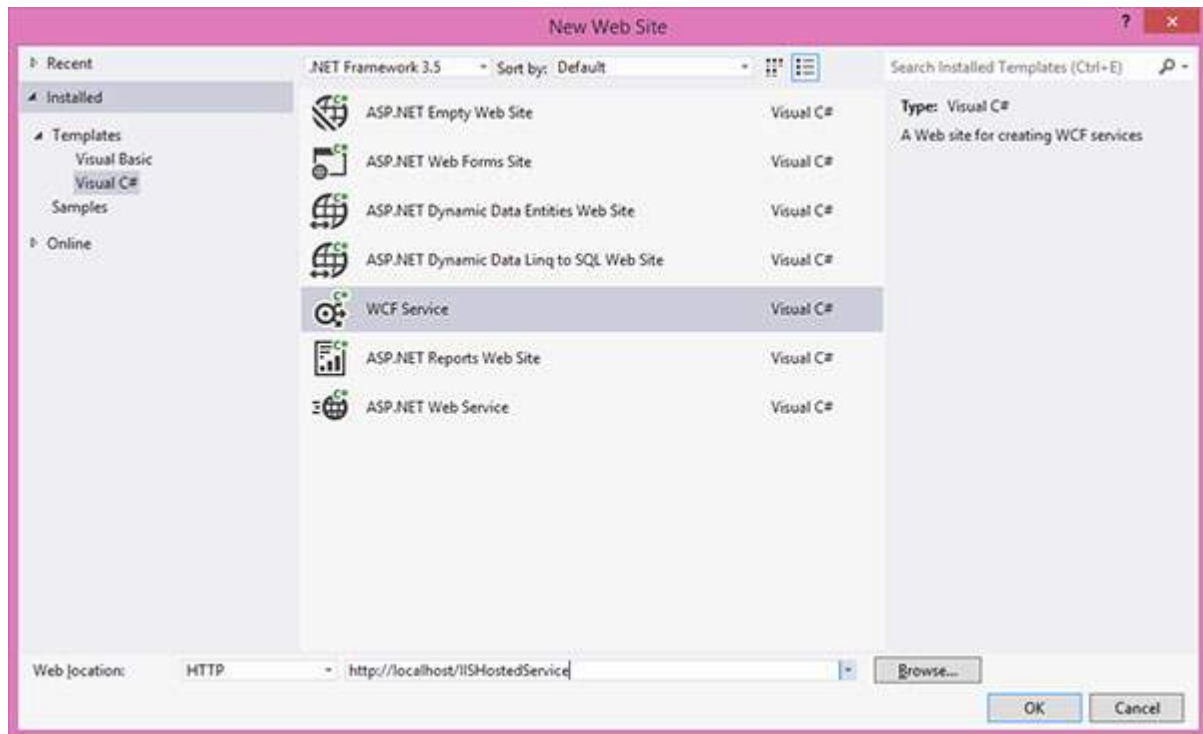 New Web Site
?
Recent
Installed
Templates
Visual Basic
Visual C#
Samples
Online
.NET Framework 3.5 Sort by: Default
ASP.NET Empty Web Site Visual C#
ASP.NET Web Forms Site Visual C#
ASP.NET Dynamic Data Entities Web Site Visual C#
ASP.NET Dynamic Data Linq to SQL Web Site Visual C#
WCF Service Visual C#
ASP.NET Reports Web Site Visual C#
ASP.NET Web Service Visual C#
Search Installed Templates (Ctrl+E)
Type: Visual C#
A Web site for creating WCF services
Web location: HTTP http://localhost/IISHostedService Browse...
OK Cancel